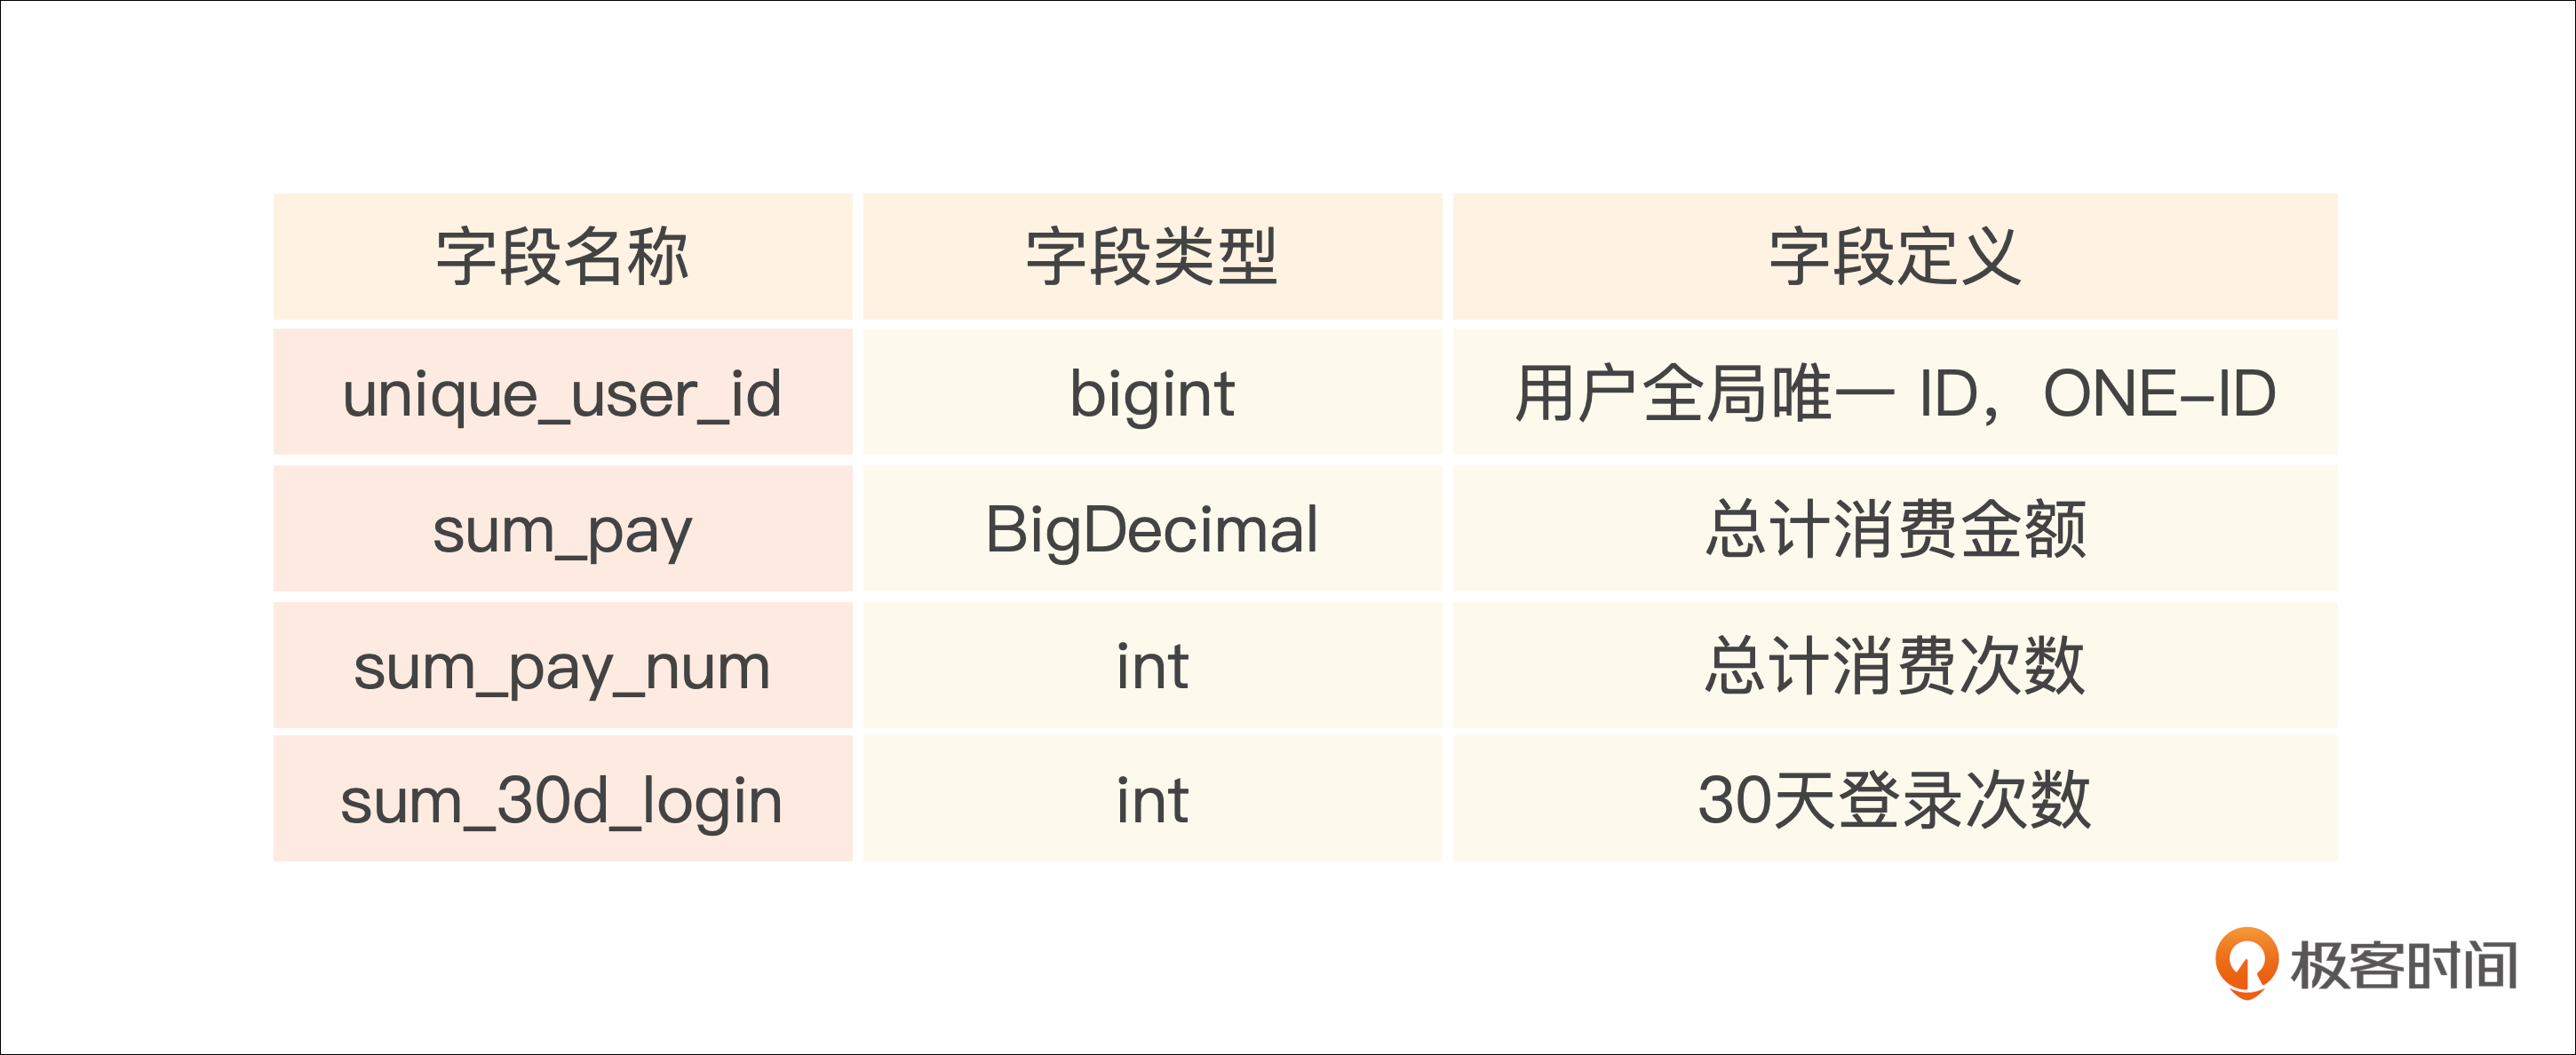 字段名称 字段类型 字段定义
unique_user_id bigint 用户全局唯一 ID，ONE-ID
sum_pay BigDecimal 总计消费金额
sum_pay_num int 总计消费次数
sum_30d_login int 30天登录次数
极客时间